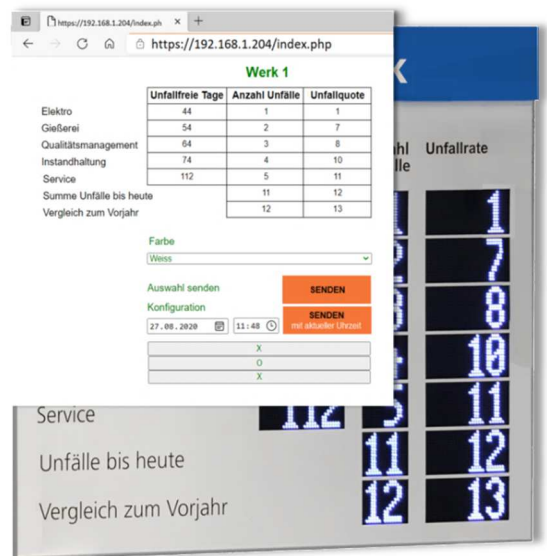 https://192.168.1.204/index.ph
https://192.168.1.204/index.php
Werk 1
Unfallfreie Tage Anzahl Unfälle Unfallquote
Elektro 44 1 1
Gießerei 54 2 7
Qualitätsmanagement 64 3 8
Instandhaltung 74 4 10
Service 112 5 11
Summe Unfälle bis heute 11 12
Vergleich zum Vorjahr 12 13
Farbe
Weiss
Auswahl senden SENDEN
Konfiguration
27.08.2020 11:48 SENDEN
mit aktueller Uhrzeit
X
O
X
Unfallrate
1
7
8
10
Service 112 5 11
Unfälle bis heute 11 12
Vergleich zum Vorjahr 12 13